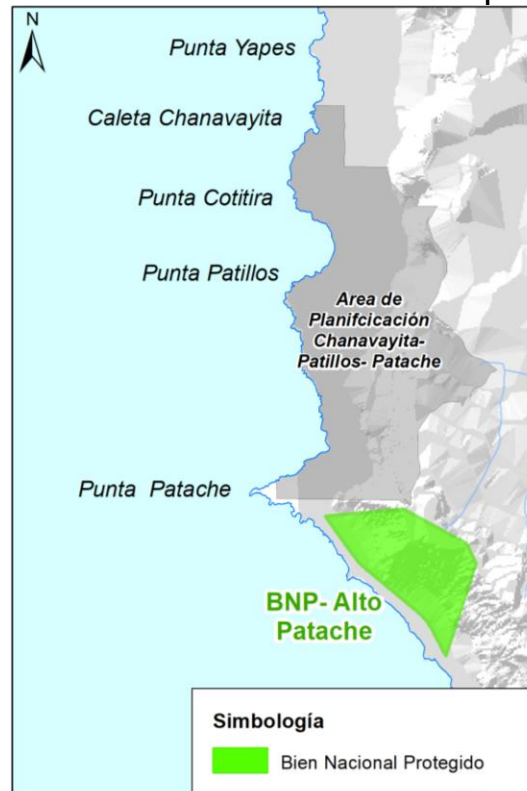 N
Punta Yapes
Caleta Chanavayita
Punta Cotitira
Punta Patillos
Area de
Planifcicación
Chanavayita-
Patillos- Patache
Punta Patache
BNP- Alto
Patache
Simbología
Bien Nacional Protegido